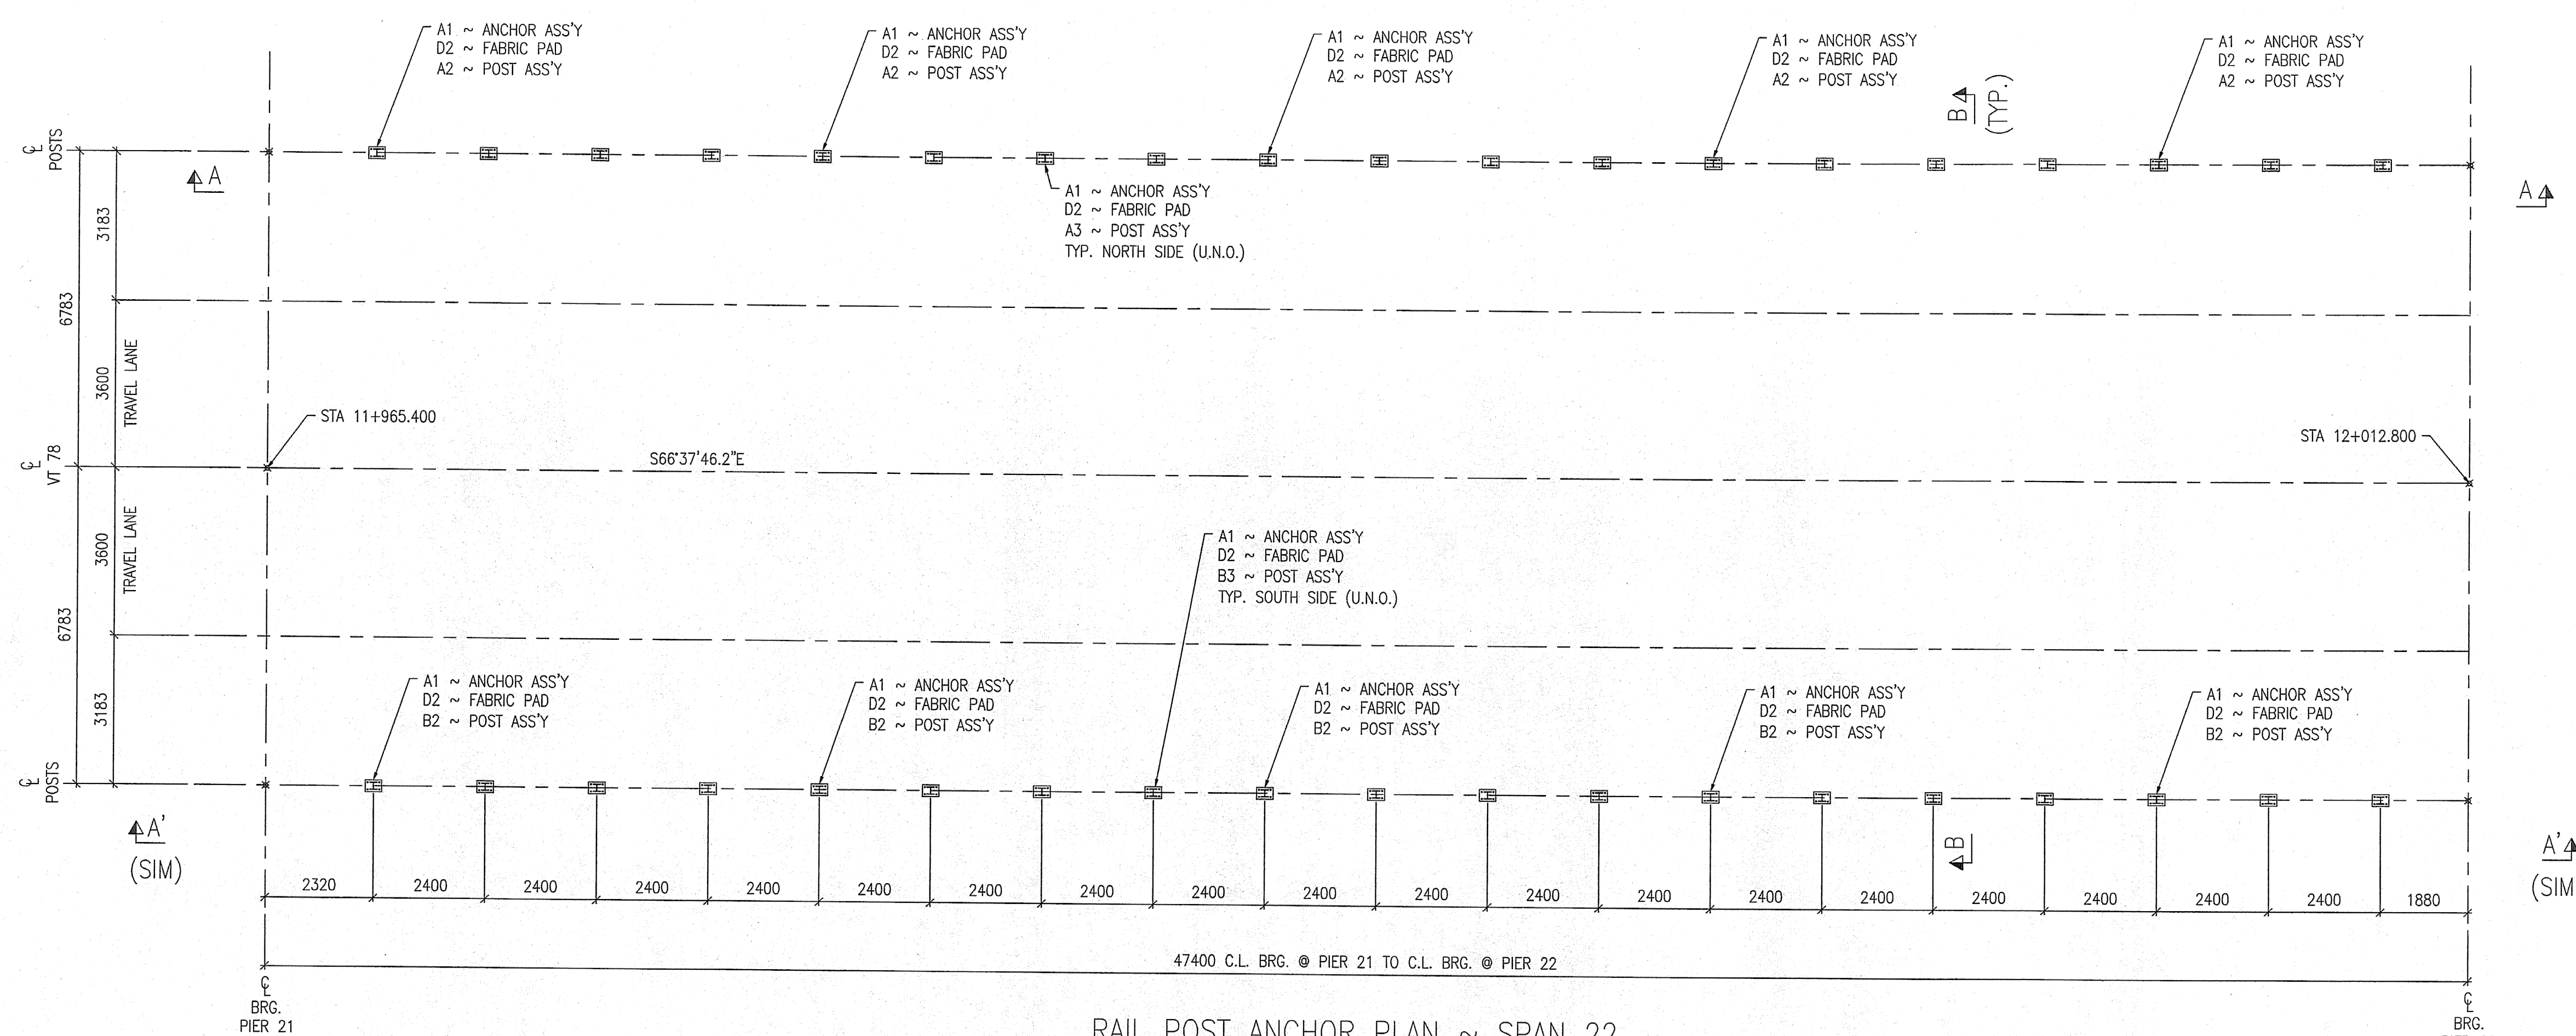 A1 ~ ANCHOR ASS'Y
D2 ~ FABRIC PAD
A2 ~ POST ASS'Y
A1 ~ ANCHOR ASS'Y
D2 ~ FABRIC PAD
A2 ~ POST ASS'Y
A1 ~ ANCHOR ASS'Y
D2 ~ FABRIC PAD
A2 ~ POST ASS'Y
A1 ~ ANCHOR ASS'Y
D2 ~ FABRIC PAD
A2 ~ POST ASS'Y
A1 ~ ANCHOR ASS'Y
D2 ~ FABRIC PAD
A2 ~ POST ASS'Y
B
(TYP.)
℄
POSTS
A
A
A1 ~ ANCHOR ASS'Y
D2 ~ FABRIC PAD
A3 ~ POST ASS'Y
TYP. NORTH SIDE (U.N.O.)
3183
6783
3600
TRAVEL LANE
STA 11+965.400
STA 12+012.800
℄
VT 78
S66°37'46.2"E
3600
TRAVEL LANE
6783
3183
A1 ~ ANCHOR ASS'Y
D2 ~ FABRIC PAD
B3 ~ POST ASS'Y
TYP. SOUTH SIDE (U.N.O.)
A1 ~ ANCHOR ASS'Y
D2 ~ FABRIC PAD
B2 ~ POST ASS'Y
A1 ~ ANCHOR ASS'Y
D2 ~ FABRIC PAD
B2 ~ POST ASS'Y
A1 ~ ANCHOR ASS'Y
D2 ~ FABRIC PAD
B2 ~ POST ASS'Y
A1 ~ ANCHOR ASS'Y
D2 ~ FABRIC PAD
B2 ~ POST ASS'Y
A1 ~ ANCHOR ASS'Y
D2 ~ FABRIC PAD
B2 ~ POST ASS'Y
℄
POSTS
A'
(SIM)
B
A'
(SIM
2320 2400 2400 2400 2400 2400 2400 2400 2400 2400 2400 2400 2400 2400 2400 2400 2400 2400 2400 1880
47400 C.L. BRG. @ PIER 21 TO C.L. BRG. @ PIER 22
℄
BRG.
PIER 21
℄
BRG.
RAIL POST ANCHOR PLAN ~ SPAN 22